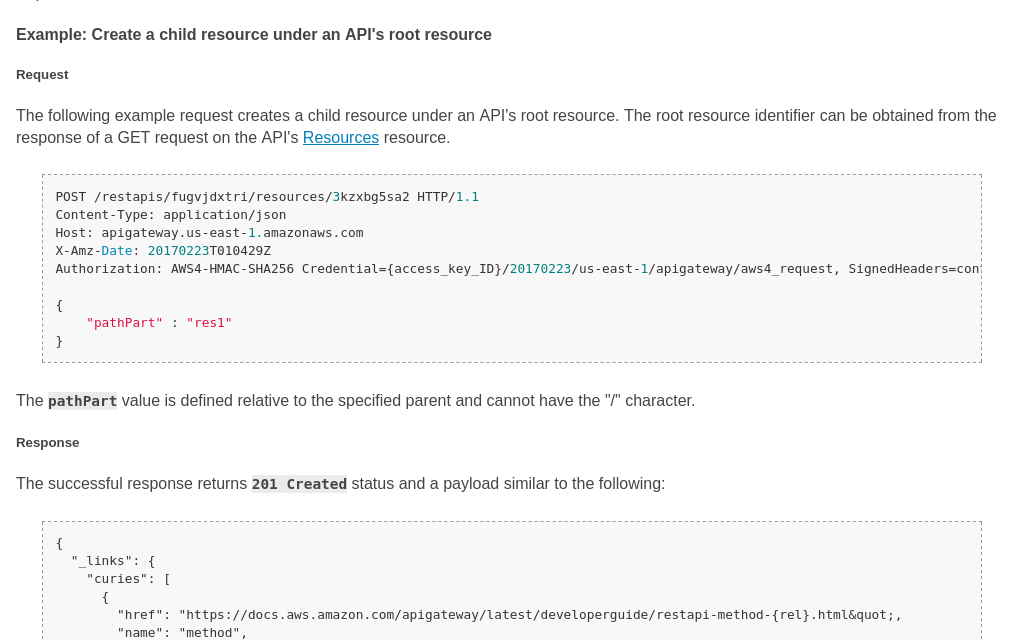 Example: Create a child resource under an API's root resource
Request
The following example request creates a child resource under an API's root resource. The root resource identifier can be obtained from the
response of a GET request on the API's Resources resource.
POST /restapis/fugvjdxtri/resources/3kzxbg5sa2 HTTP/1.1
Content-Type: application/json
Host: apigateway.us-east-1.amazonaws.com
X-Amz-Date: 20170223T010429Z
Authorization: AWS4-HMAC-SHA256 Credential={access_key_ID}/20170223/us-east-1/apigateway/aws4_request, SignedHeaders=con
{
    "pathPart" : "res1"
}
The pathPart value is defined relative to the specified parent and cannot have the "/" character.
Response
The successful response returns 201 Created status and a payload similar to the following:
{
  "_links": {
    "curies": [
      {
        "href": "https://docs.aws.amazon.com/apigateway/latest/developerguide/restapi-method-{rel}.html&quot;,
        "name": "method",